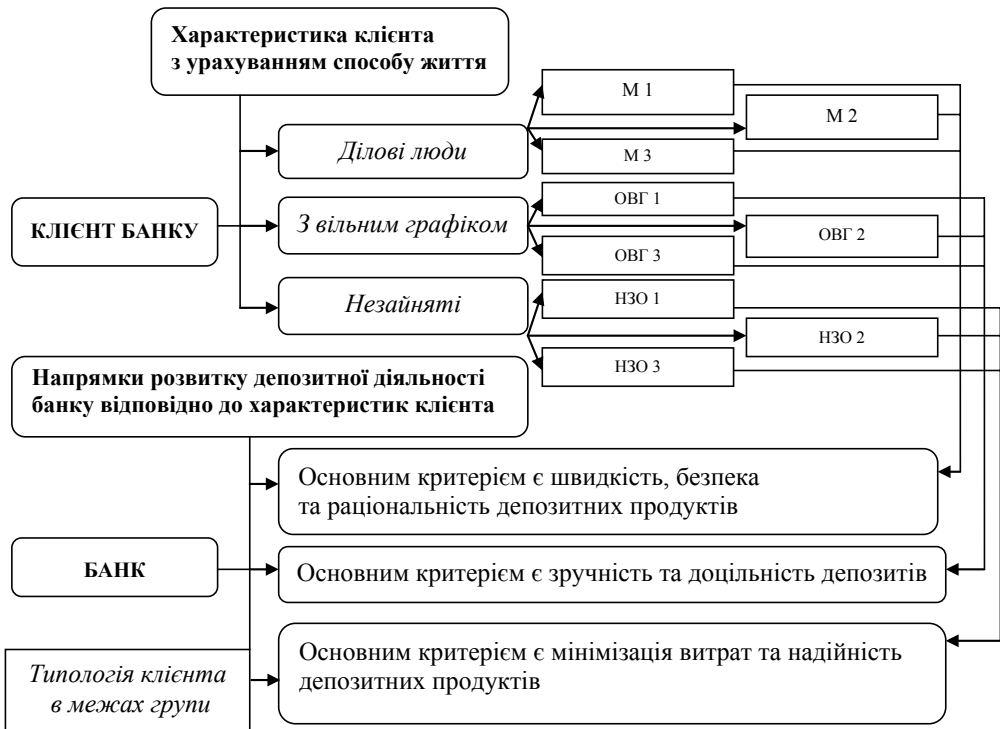 Характеристика клієнта
з урахуванням способу життя
М 1
М 2
Ділові люди
М 3
ОВГ 1
КЛІЄНТ БАНКУ
З вільним графіком
ОВГ 2
ОВГ 3
Незайняті
НЗО 1
НЗО 2
НЗО 3
Напрямки розвитку депозитної діяльності
банку відповідно до характеристик клієнта
Основним критерієм є швидкість, безпека
та раціональність депозитних продуктів
БАНК
Основним критерієм є зручність та доцільність депозитів
Основним критерієм є мінімізація витрат та надійність
депозитних продуктів
Типологія клієнта
в межах групи